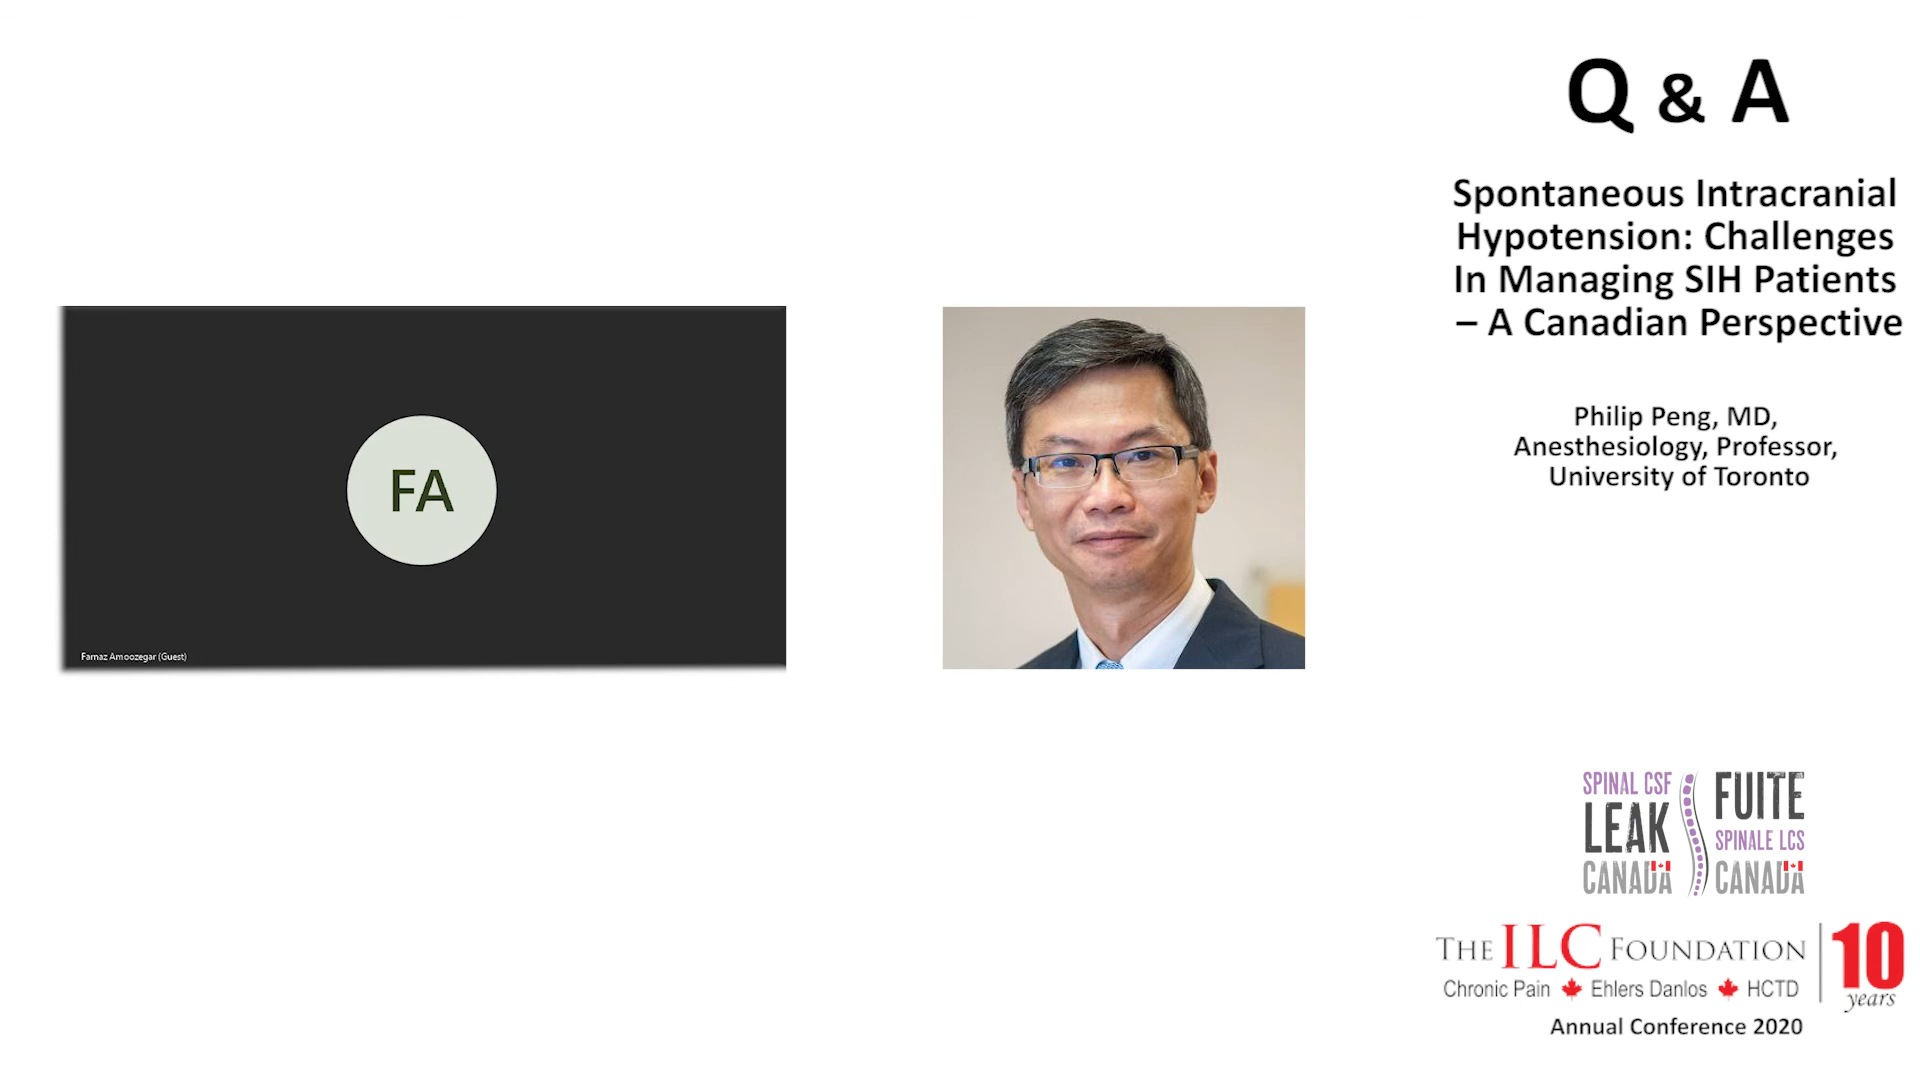 Q & A
Spontaneous Intracranial
Hypotension: Challenges
In Managing SIH Patients
– A Canadian Perspective
Philip Peng, MD,
Anesthesiology, Professor,
University of Toronto
FA
Farnaz Amoozegar (Guest)
SPINAL CSF
LEAK
CANADA
FUITE
SPINALE LCS
CANADA
THE ILC FOUNDATION
Chronic Pain Ehlers Danlos HCTD
10
years
Annual Conference 2020